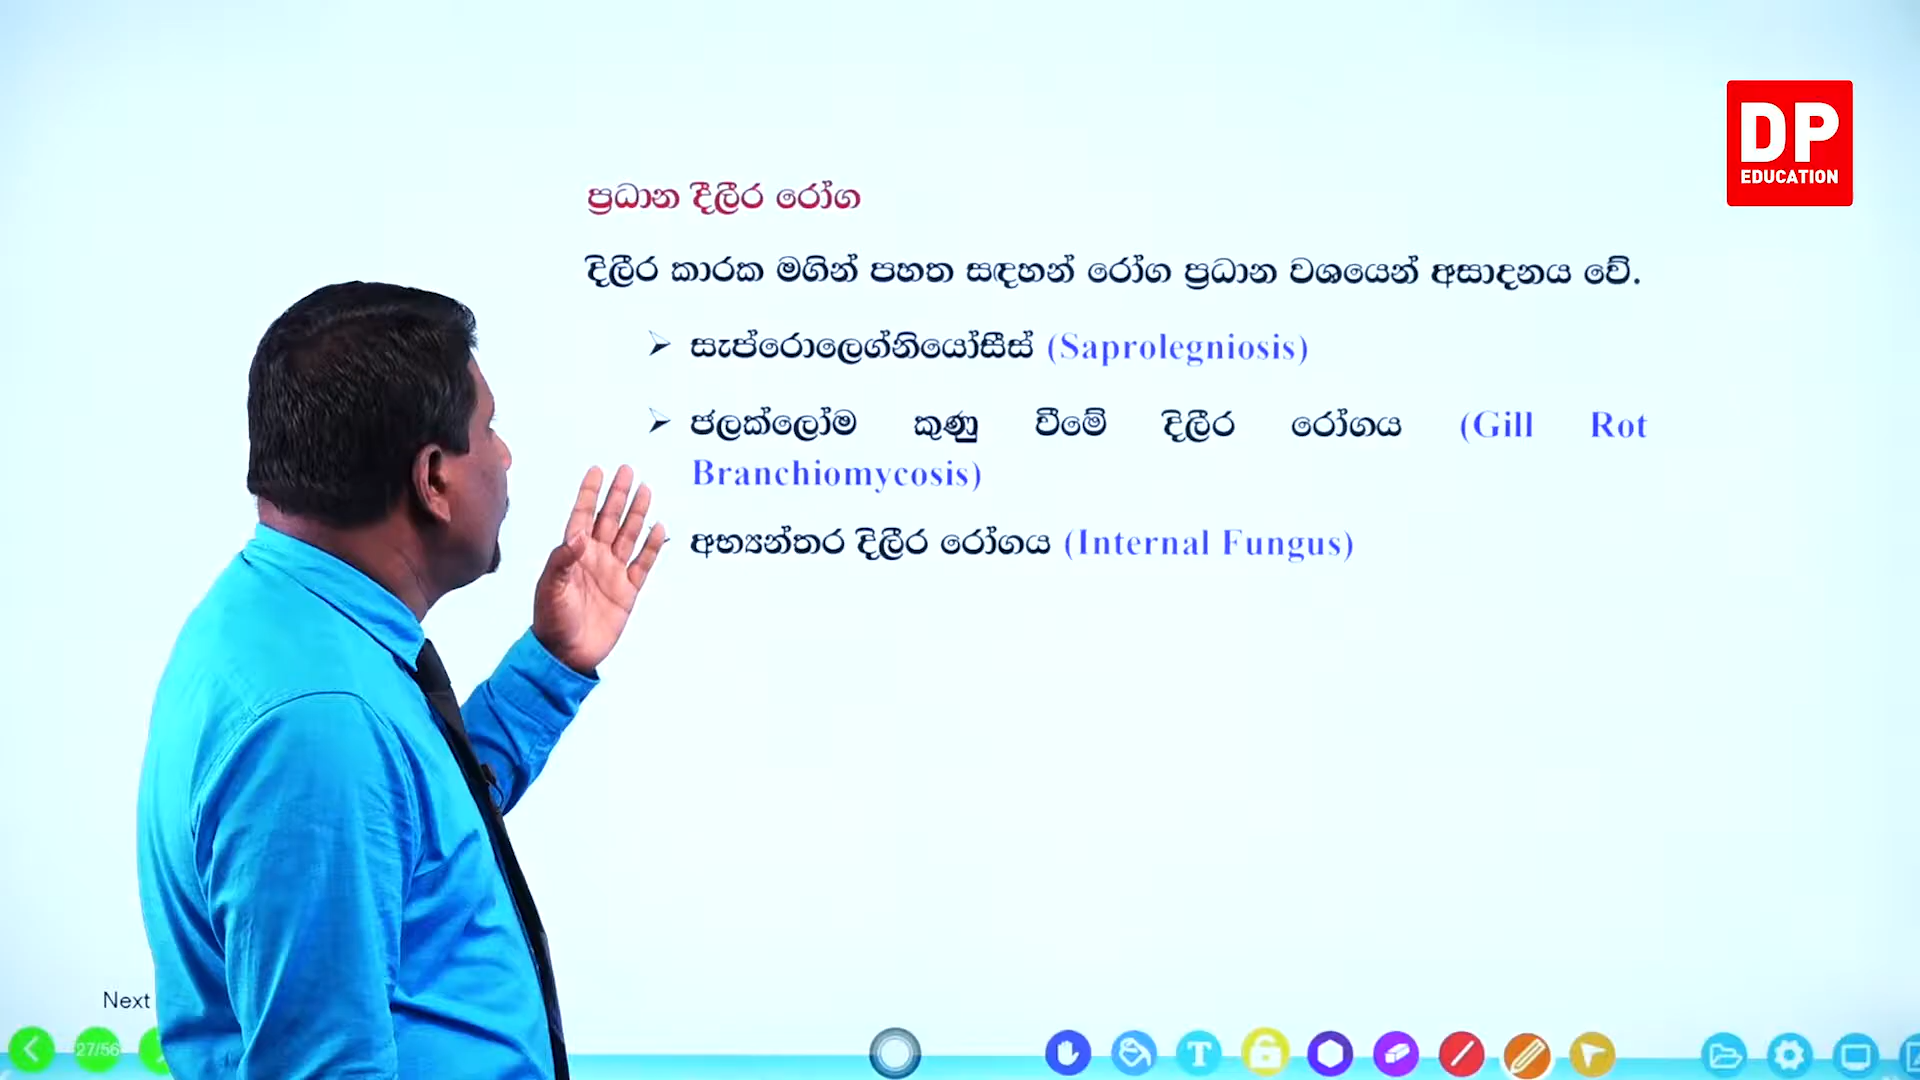 DP
EDUCATION
ප්‍රධාන දිලීර රෝග
දිලීර කාරක මගින් පහත සඳහන් රෝග ප්‍රධාන වශයෙන් අසාදනය වේ.
සැප්රොලෙග්නියෝසීස් (Saprolegniosis)
ජලක්ලෝම කුණු වීමේ දිලීර රෝගය (Gill Rot
Branchiomycosis)
අභ්‍යන්තර දිලීර රෝගය (Internal Fungus)
Next
27/56
T